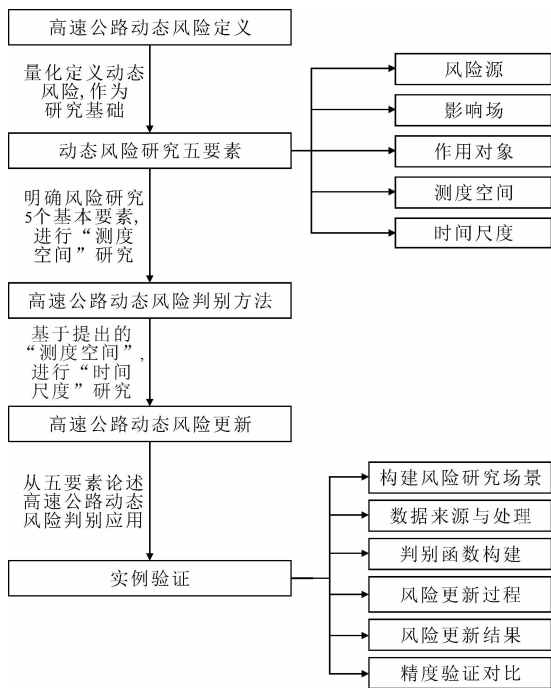 高速公路动态风险定义
量化定义动态
风险,作为
研究基础
动态风险研究五要素
风险源
影响场
作用对象
测度空间
时间尺度
明确风险研究
5个基本要素,
进行“测度
空间”研究
高速公路动态风险判别方法
基于提出的
“测度空间”,
进行“时间
尺度”研究
高速公路动态风险更新
从五要素论述
高速公路动态
风险判别应用
实例验证
构建风险研究场景
数据来源与处理
判别函数构建
风险更新过程
风险更新结果
精度验证对比